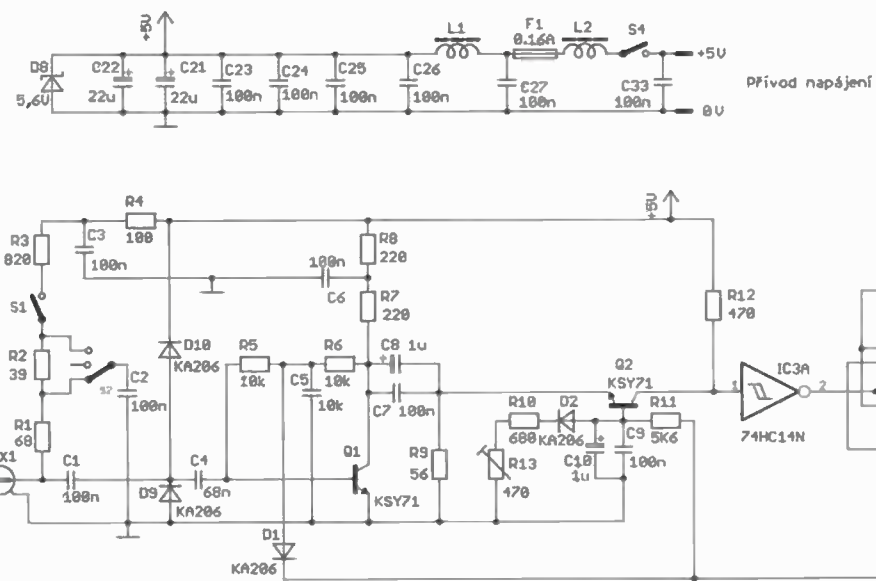 +5V
L1
F1
0.16A
L2
S4
+5V
D8
5,6V
C22
22u
C21
22u
C23
100n
C24
100n
C25
100n
C26
100n
C27
100n
C33
100n
Přívod napájení
0V
+5V
R4
100
R3
820
C3
100n
100n
C6
R8
220
R7
220
R12
470
S1
R2
39
S2
C2
100n
D10
KA206
R5
10k
R6
10k
C5
10k
C8 1u
C7 100n
Q2
KSY71
IC3A
1
2
74HC14N
R1
68
X1
C1
100n
D9
KA206
C4
68n
Q1
KSY71
R9
56
R10
680
D2
KA206
R11
5K6
R13
470
C10
1u
C9
100n
D1
KA206